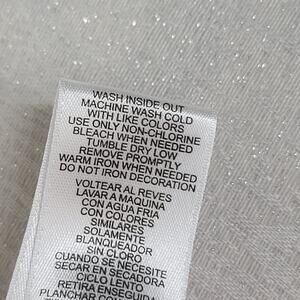 WASH INSIDE OUT
MACHINE WASH COLD
WITH LIKE COLORS
USE ONLY NON-CHLORINE
BLEACH WHEN NEEDED
TUMBLE DRY LOW
REMOVE PROMPTLY
WARM IRON WHEN NEEDED
DO NOT IRON DECORATION
VOLTEAR AL REVES
LAVAR A MAQUINA
CON AGUA FRIA
CON COLORES
SIMILARES
SOLAMENTE
BLANQUEADOR
SIN CLORO
CUANDO SE NECESITE
SECAR EN SECADORA
CICLO LENTO
RETIRA ENSEGUIDA
PLANCHAR